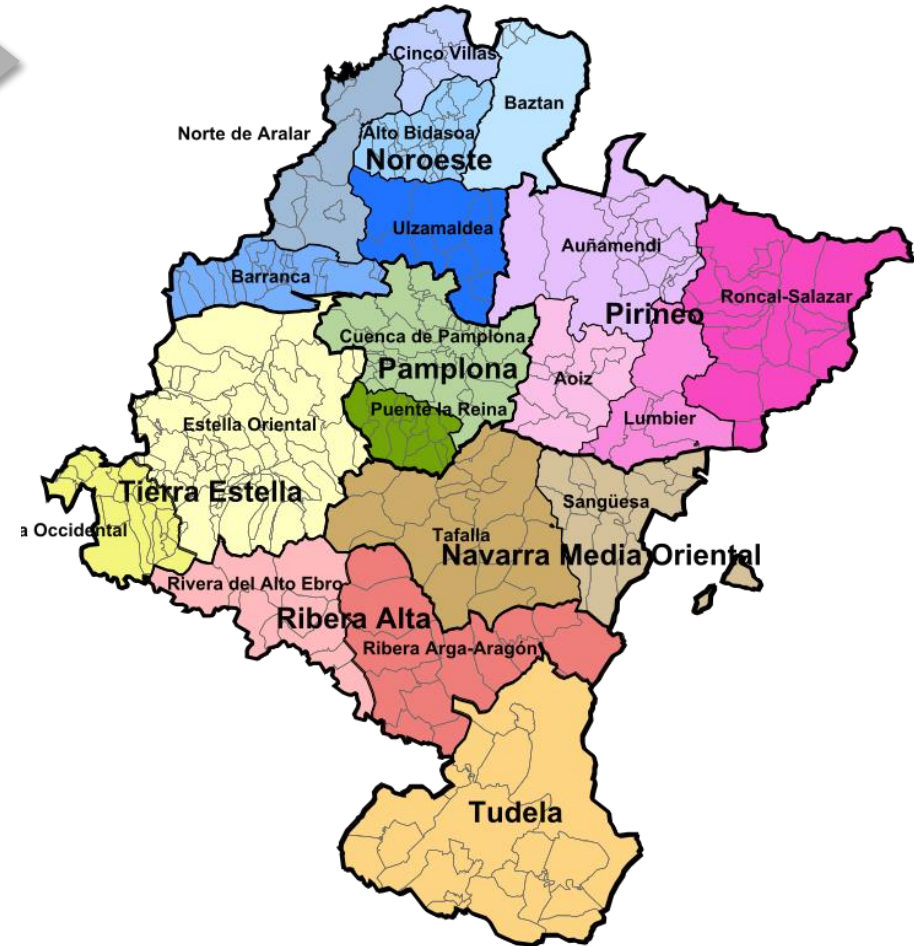 Cinco Villas
Baztan
Norte de Aralar
Alto Bidasoa
Noroeste
Ulzamaldea
Auñamendi
Barranca
Roncal-Salazar
Pirineo
Cuenca de Pamplona
Pamplona
Aoiz
Puente la Reina
Lumbier
Estella Oriental
Tierra Estella
Sangüesa
a Occidental
Tafalla
Navarra Media Oriental
Rivera del Alto Ebro
Ribera Alta
Ribera Arga-Aragón
Tudela